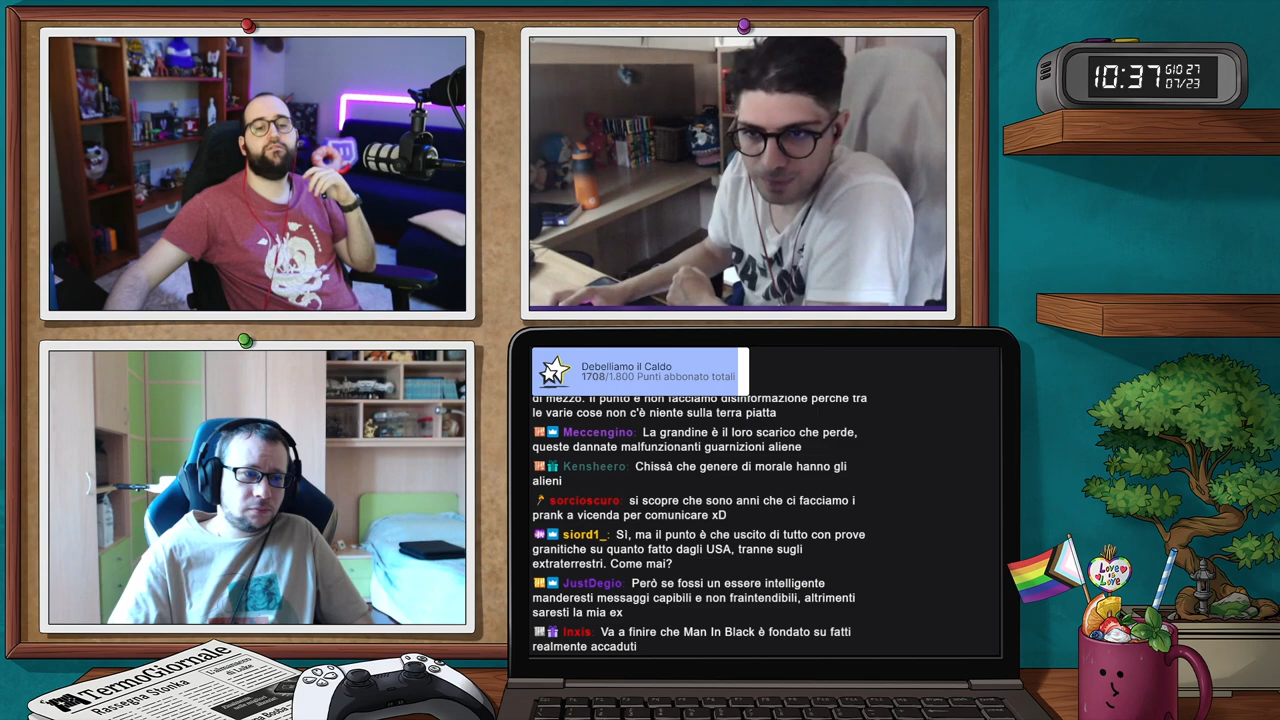 10:37 GIO 27
07/23
Debelliamo il Caldo
1708/1.800 Punti abbonato totali
di mezzo. Il punto è non facciamo disinformazione perchè tra
le varie cose non c'è niente sulla terra piatta
Meccengino: La grandine è il loro scarico che perde,
queste dannate malfunzionanti guarnizioni aliene
Kensheero: Chissà che genere di morale hanno gli
alieni
sorcioscuro: si scopre che sono anni che ci facciamo i
prank a vicenda per comunicare xD
siord1_: Sì, ma il punto è che uscito di tutto con prove
granitiche su quanto fatto dagli USA, tranne sugli
extraterrestri. Come mai?
JustDegio: Però se fossi un essere intelligente
manderesti messaggi capibili e non fraintendibili, altrimenti
saresti la mia ex
Inxis: Va a finire che Man In Black è fondato su fatti
realmente accaduti
Love
is
Love
TermoGiornale
Rassegna Stonka
L'almanacco
di Luke